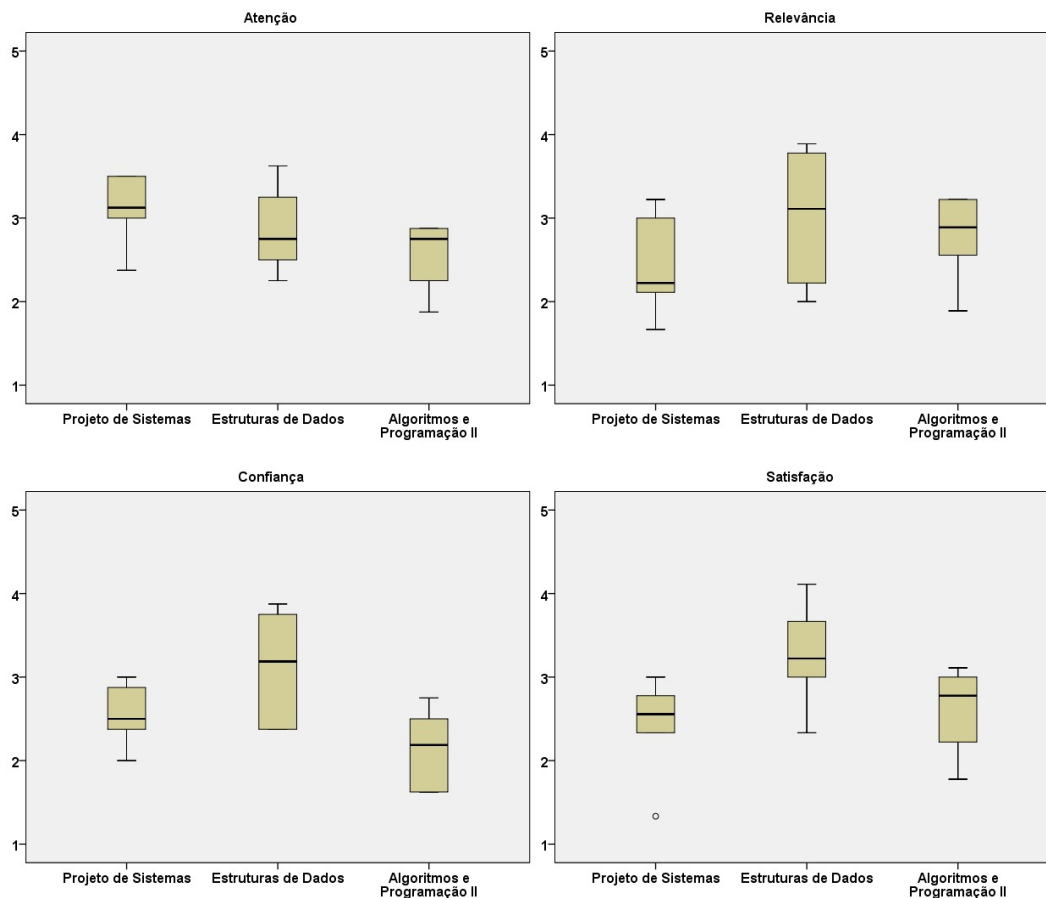 Atenção
5
4
3
2
1
Projeto de Sistemas
Estruturas de Dados
Algoritmos e
Programação II
Relevância
5
4
3
2
1
Projeto de Sistemas
Estruturas de Dados
Algoritmos e
Programação II
Confiança
5
4
3
2
1
Projeto de Sistemas
Estruturas de Dados
Algoritmos e
Programação II
Satisfação
5
4
3
2
1
Projeto de Sistemas
Estruturas de Dados
Algoritmos e
Programação II